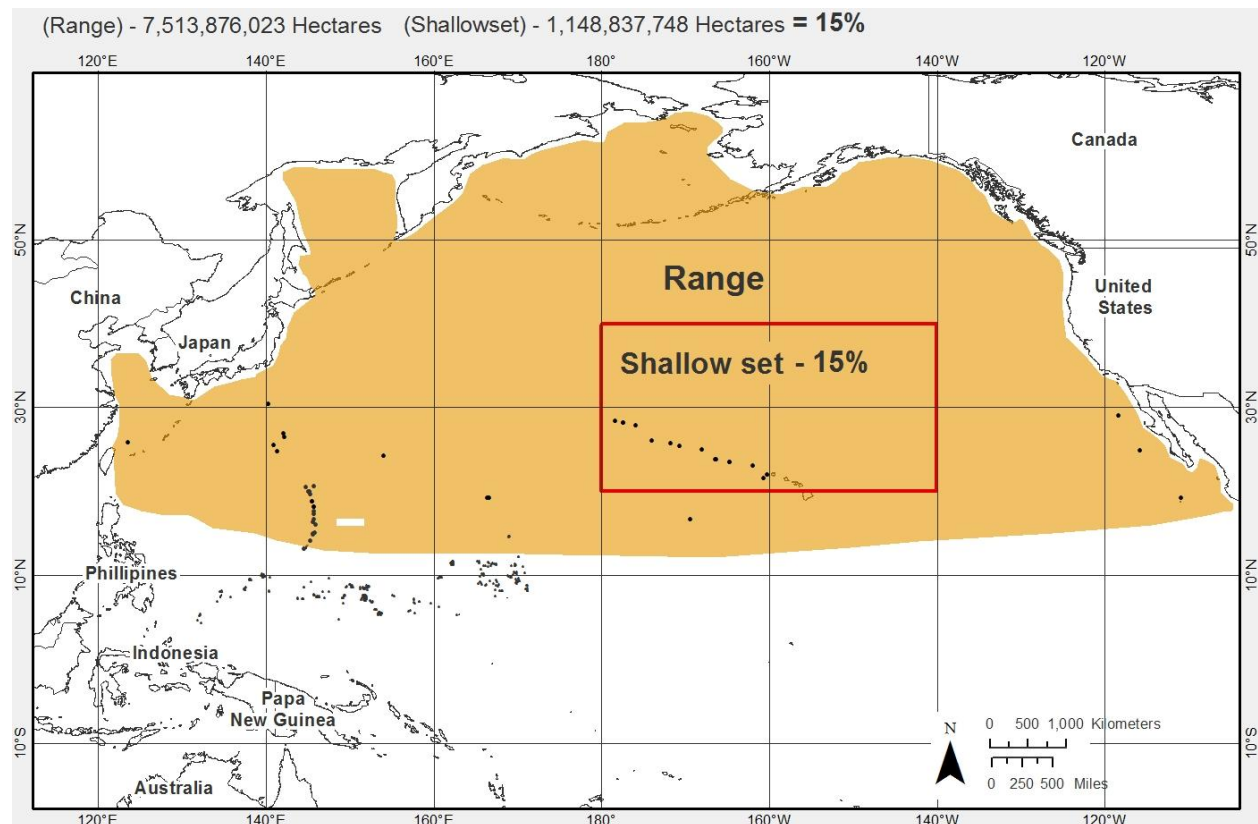 (Range) - 7,513,876,023 Hectares (Shallowset) - 1,148,837,748 Hectares = 15%
120°E 140°E 160°E 180° 160°W 140°W 120°W
Canada
50°N 50°N
Range
China
United
States
Japan
Shallow set - 15%
30°N 30°N
Phillipines
10°N 10°N
Indonesia
Papa
New Guinea
N
0 500 1,000 Kilometers
10°S 10°S
0 250 500 Miles
Australia
120°E 140°E 160°E 180° 160°W 140°W 120°W